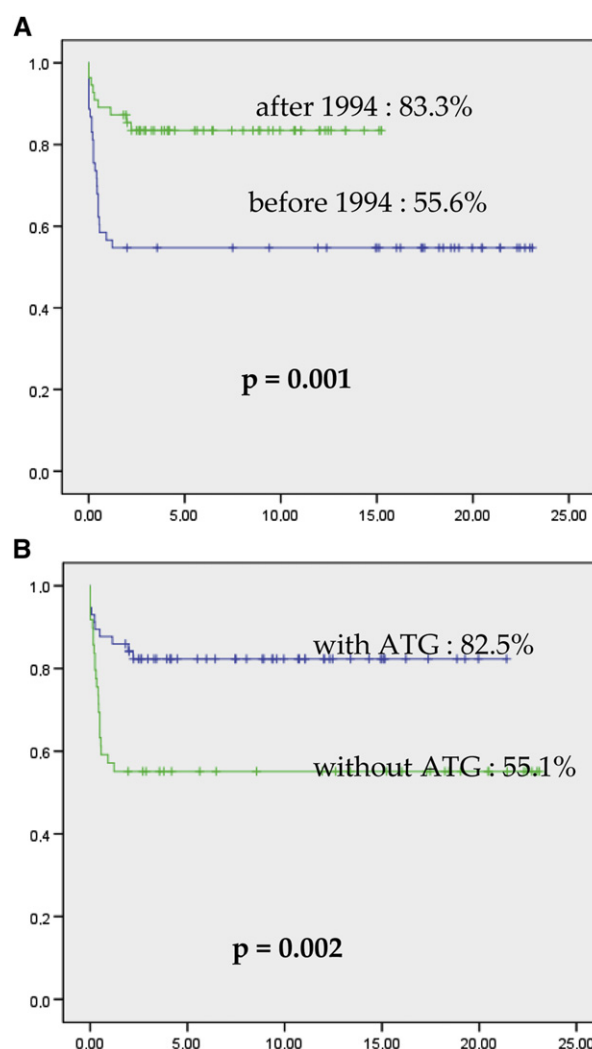 A
1.0
after 1994 : 83.3%
0.8
before 1994 : 55.6%
0.6
0.4
p = 0.001
0.2
0.0
0.00 5.00 10.00 15.00 20.00 25.00
B
1.0
with ATG : 82.5%
0.8
0.6
without ATG : 55.1%
0.4
0.2
p = 0.002
0.0
0.00 5.00 10.00 15.00 20.00 25.00